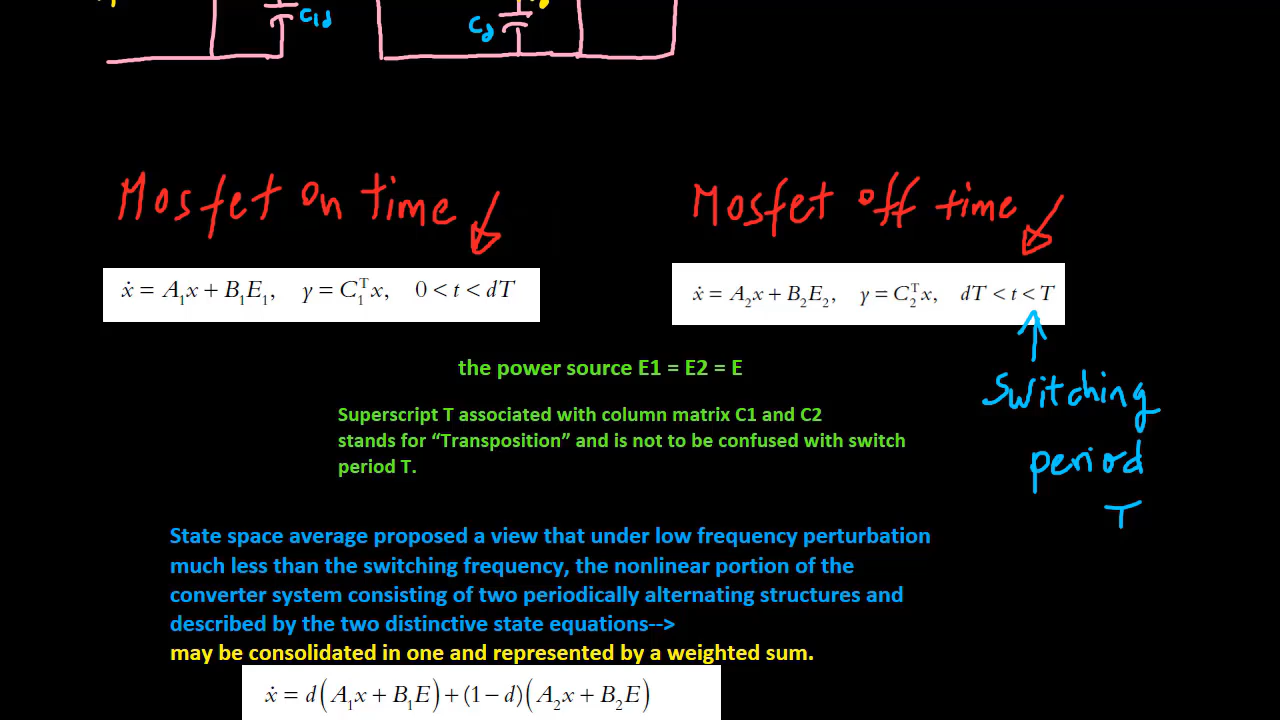 C1d
Cd
Mosfet on time
Mosfet off time
ẋ = A₁x + B₁E₁, γ = C₁ᵀx, 0 < t < dT
ẋ = A₂x + B₂E₂, γ = C₂ᵀx, dT < t < T
the power source E1 = E2 = E
Switching
period
T
Superscript T associated with column matrix C1 and C2
stands for “Transposition” and is not to be confused with switch
period T.
State space average proposed a view that under low frequency perturbation
much less than the switching frequency, the nonlinear portion of the
converter system consisting of two periodically alternating structures and
described by the two distinctive state equations-->
may be consolidated in one and represented by a weighted sum.
ẋ = d(A₁x + B₁E) + (1 − d)(A₂x + B₂E)